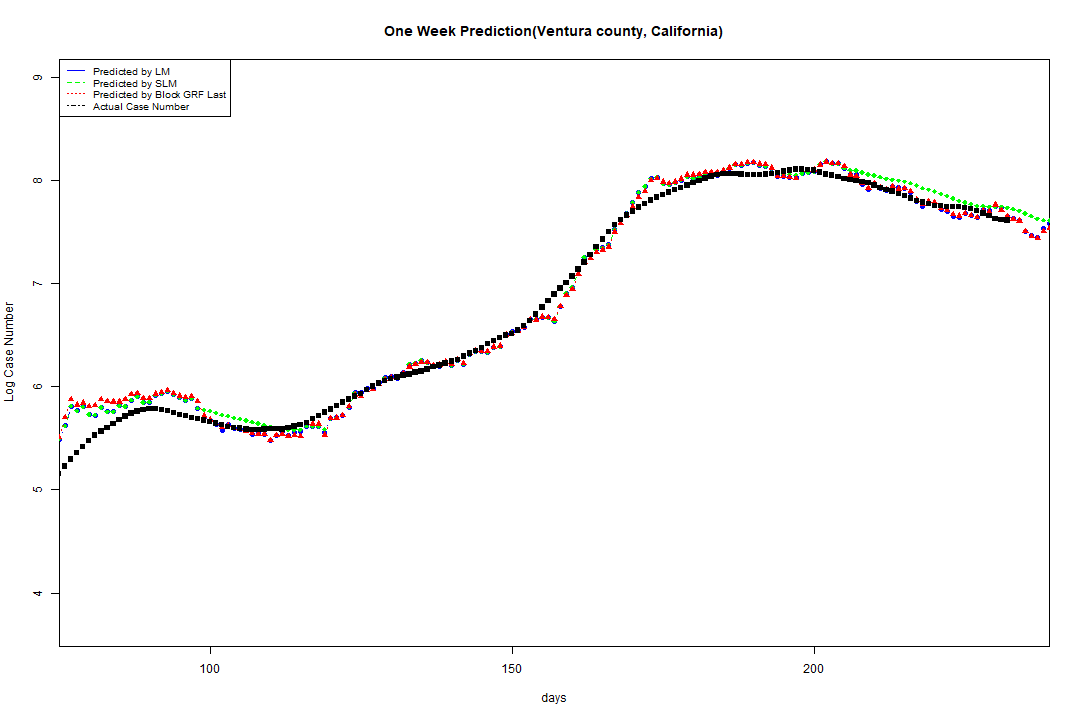 One Week Prediction(Ventura county, California)
Predicted by LM
Predicted by SLM
Predicted by Block GRF Last
Actual Case Number
9
8
7
6
5
4
Log Case Number
100 150 200
days